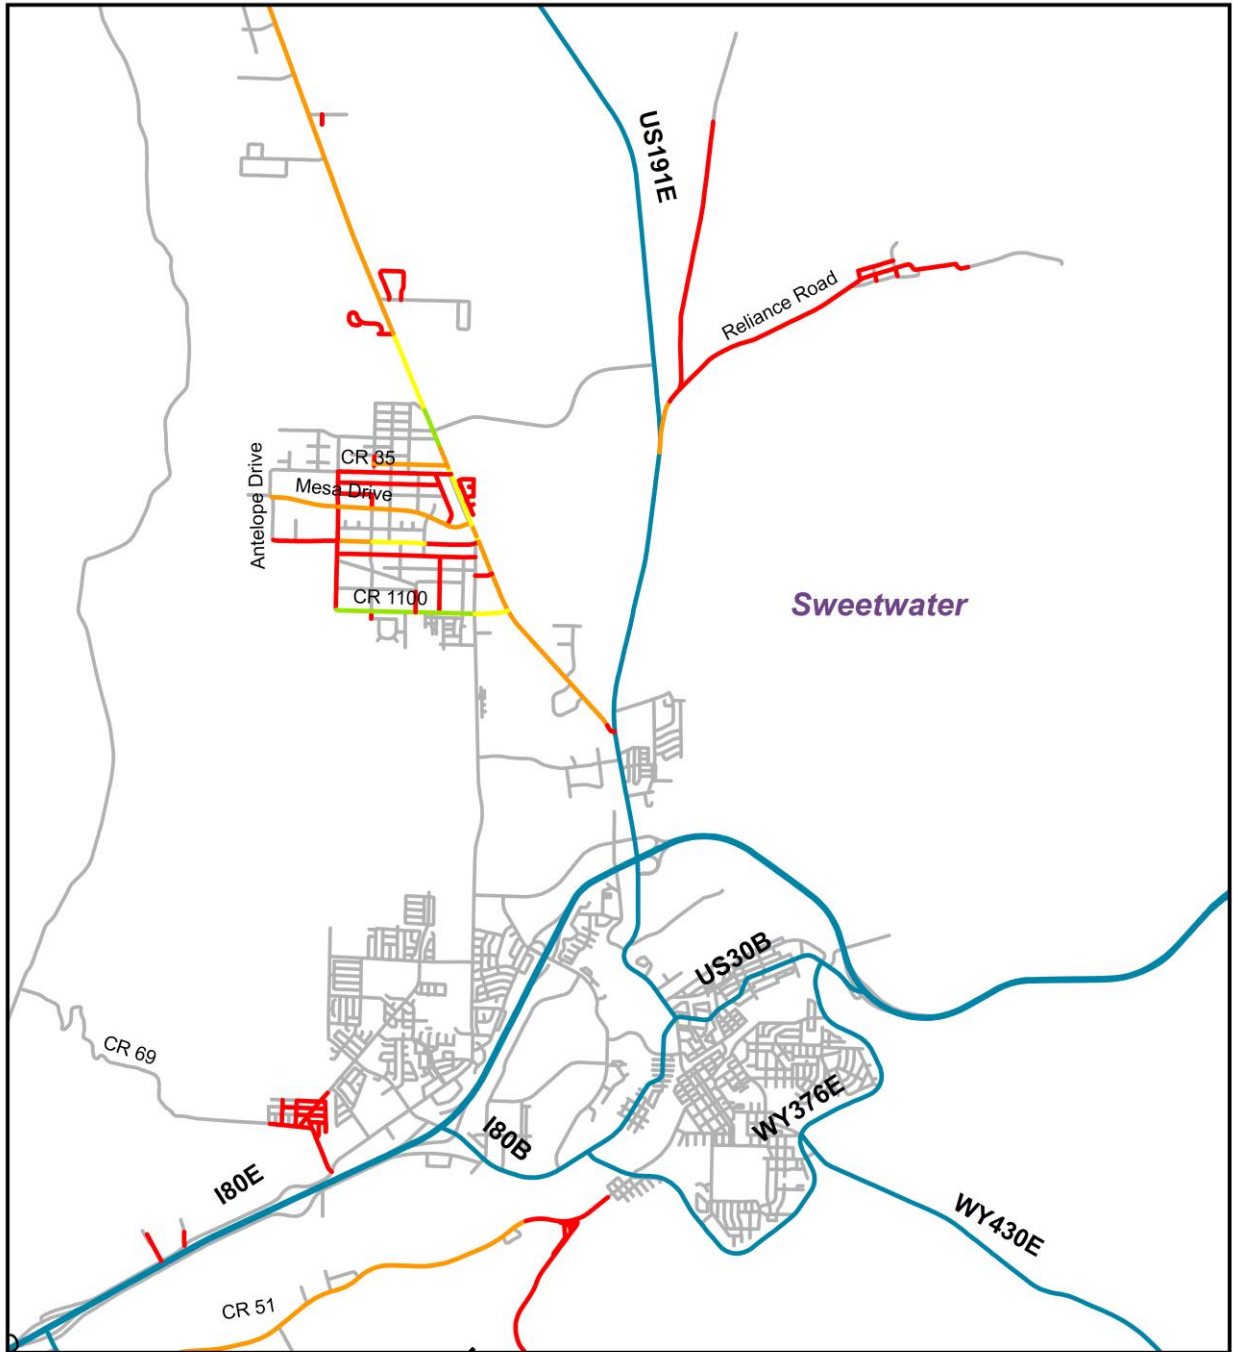 US191E
Reliance Road
CR 35
Mesa Drive
Antelope Drive
CR 1100
Sweetwater
US30B
CR 69
WY376E
I80B
I80E
WY430E
CR 51